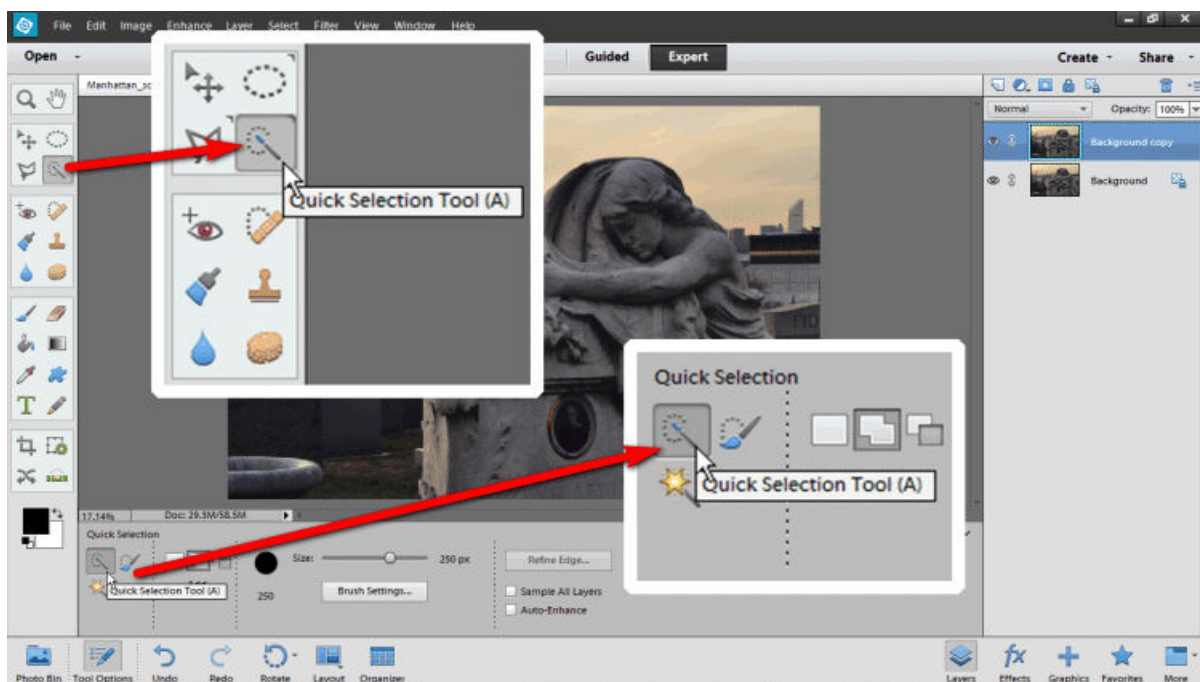 File Edit Image Enhance Layer Select Filter View Window Help
Open Guided Expert Create Share
Manhattan_sc
Normal Opacity: 100%
Background copy
Background
Quick Selection Tool (A)
Quick Selection
Quick Selection Tool (A)
17.14% Doc: 29.3M/58.5M
Quick Selection
Size: 250 px Refine Edge...
Quick Selection Tool (A)
250 Brush Settings... Sample All Layers
Auto-Enhance
Photo Bin Tool Options Undo Redo Rotate Layout Organizer Layers Effects Graphics Favorites More